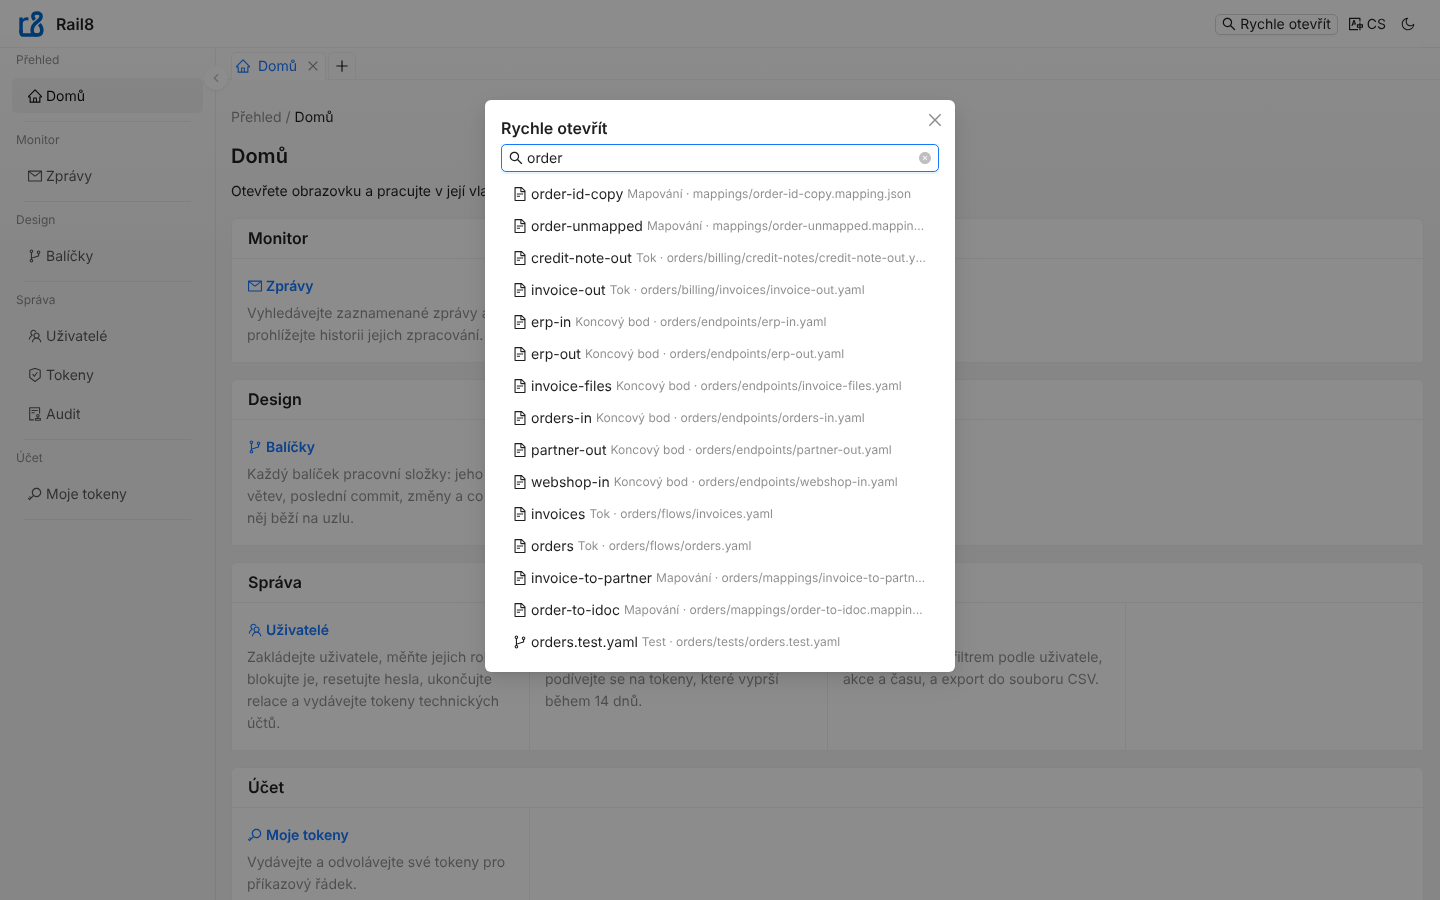 r8 Rail8
Rychle otevřít
CS
Přehled
Domů
Monitor
Zprávy
Design
Balíčky
Správa
Uživatelé
Tokeny
Audit
Účet
Moje tokeny
Domů
Přehled / Domů
Domů
Otevřete obrazovku a pracujte v její
Monitor
Zprávy
Vyhledávejte zaznamenané zprávy
prohlížejte historii jejich zpracování.
Design
Balíčky
Každý balíček pracovní složky: jeho
větev, poslední commit, změny a co
něj běží na uzlu.
Správa
Uživatelé
Zakládejte uživatele, měňte jejich
blokujte je, resetujte hesla, ukončujte
relace a vydávejte tokeny technických
účtů.
podívejte se na tokeny, které vyprší
během 14 dnů.
filtrem podle uživatele,
akce a času, a export do souboru CSV.
Účet
Moje tokeny
Vydávejte a odvolávejte své tokeny pro
příkazový řádek.
Rychle otevřít
order
order-id-copy Mapování · mappings/order-id-copy.mapping.json
order-unmapped Mapování · mappings/order-unmapped.mappin...
credit-note-out Tok · orders/billing/credit-notes/credit-note-out.y...
invoice-out Tok · orders/billing/invoices/invoice-out.yaml
erp-in Koncový bod · orders/endpoints/erp-in.yaml
erp-out Koncový bod · orders/endpoints/erp-out.yaml
invoice-files Koncový bod · orders/endpoints/invoice-files.yaml
orders-in Koncový bod · orders/endpoints/orders-in.yaml
partner-out Koncový bod · orders/endpoints/partner-out.yaml
webshop-in Koncový bod · orders/endpoints/webshop-in.yaml
invoices Tok · orders/flows/invoices.yaml
orders Tok · orders/flows/orders.yaml
invoice-to-partner Mapování · orders/mappings/invoice-to-partn...
order-to-idoc Mapování · orders/mappings/order-to-idoc.mappin...
orders.test.yaml Test · orders/tests/orders.test.yaml